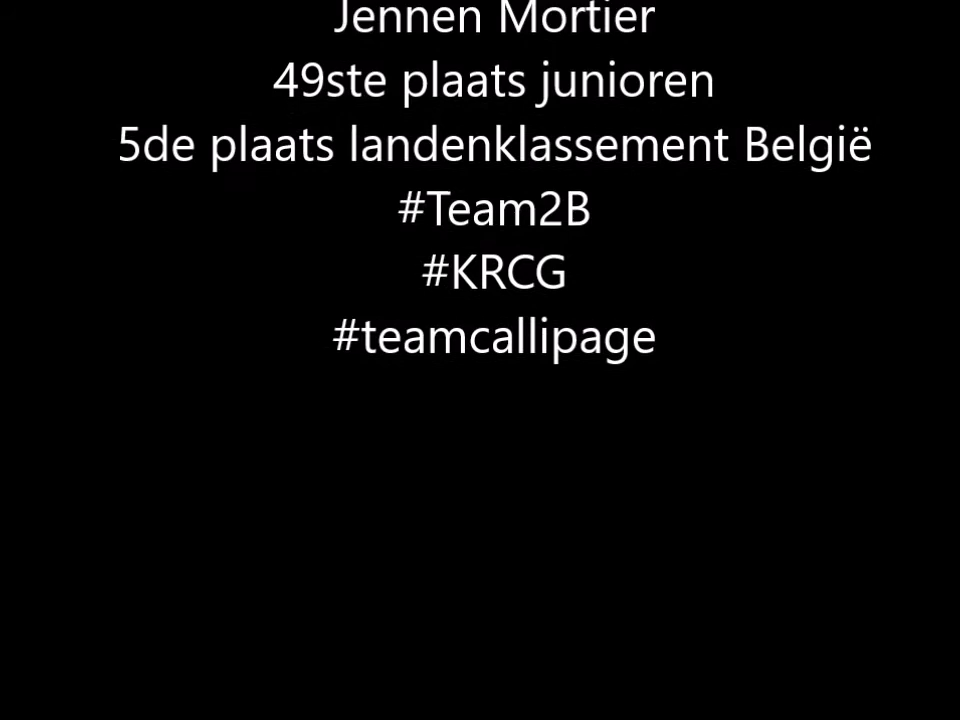 Jennen Mortier
49ste plaats junioren
5de plaats landenklassement België
#Team2B
#KRCG
#teamcallipage